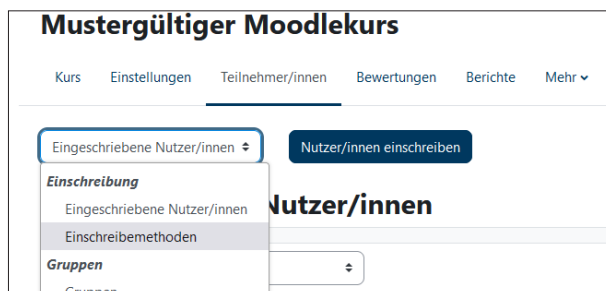 Mustergültiger Moodlekurs
Kurs Einstellungen Teilnehmer/innen Bewertungen Berichte Mehr
Eingeschriebene Nutzer/innen Nutzer/innen einschreiben
Einschreibung
Eingeschriebene Nutzer/innen Nutzer/innen
Einschreibemethoden
Gruppen
Gruppen